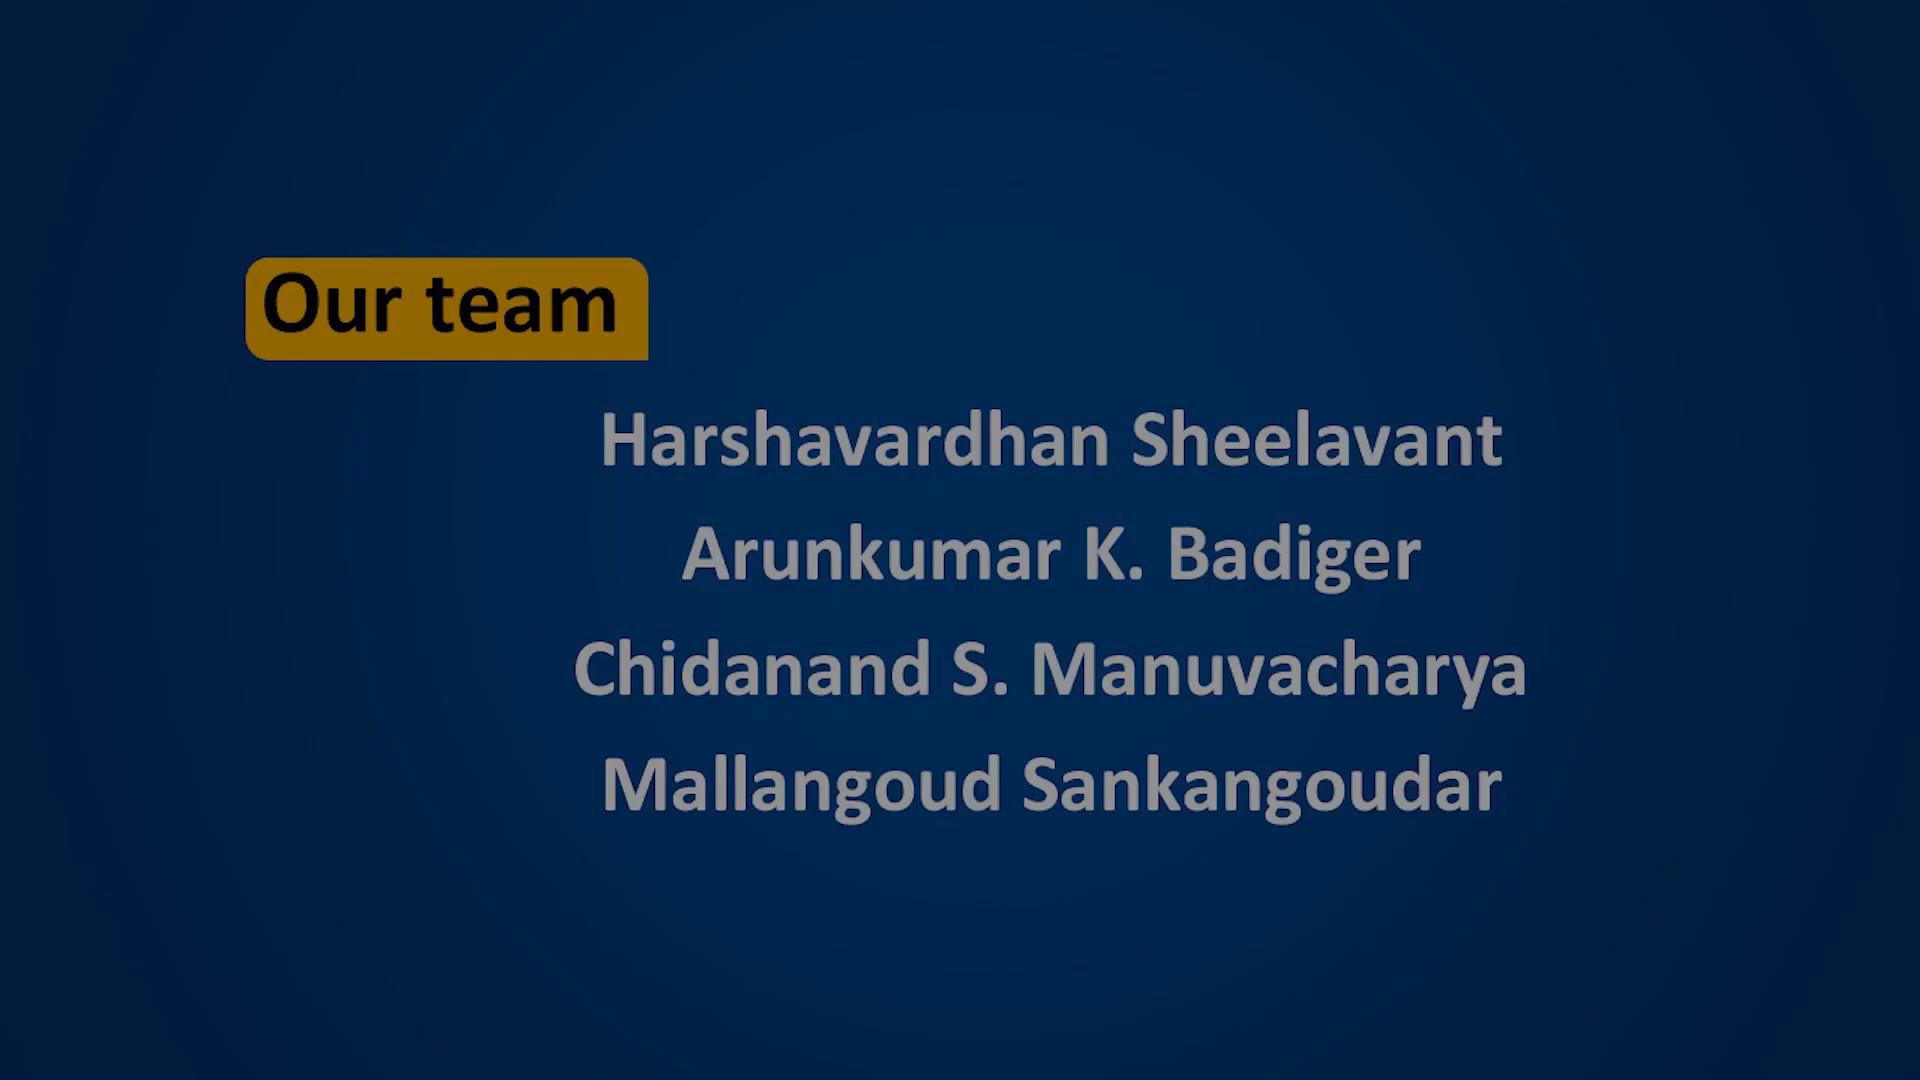 Our team
Harshavardhan Sheelavant
Arunkumar K. Badiger
Chidanand S. Manuvacharya
Mallangoud Sankangoudar